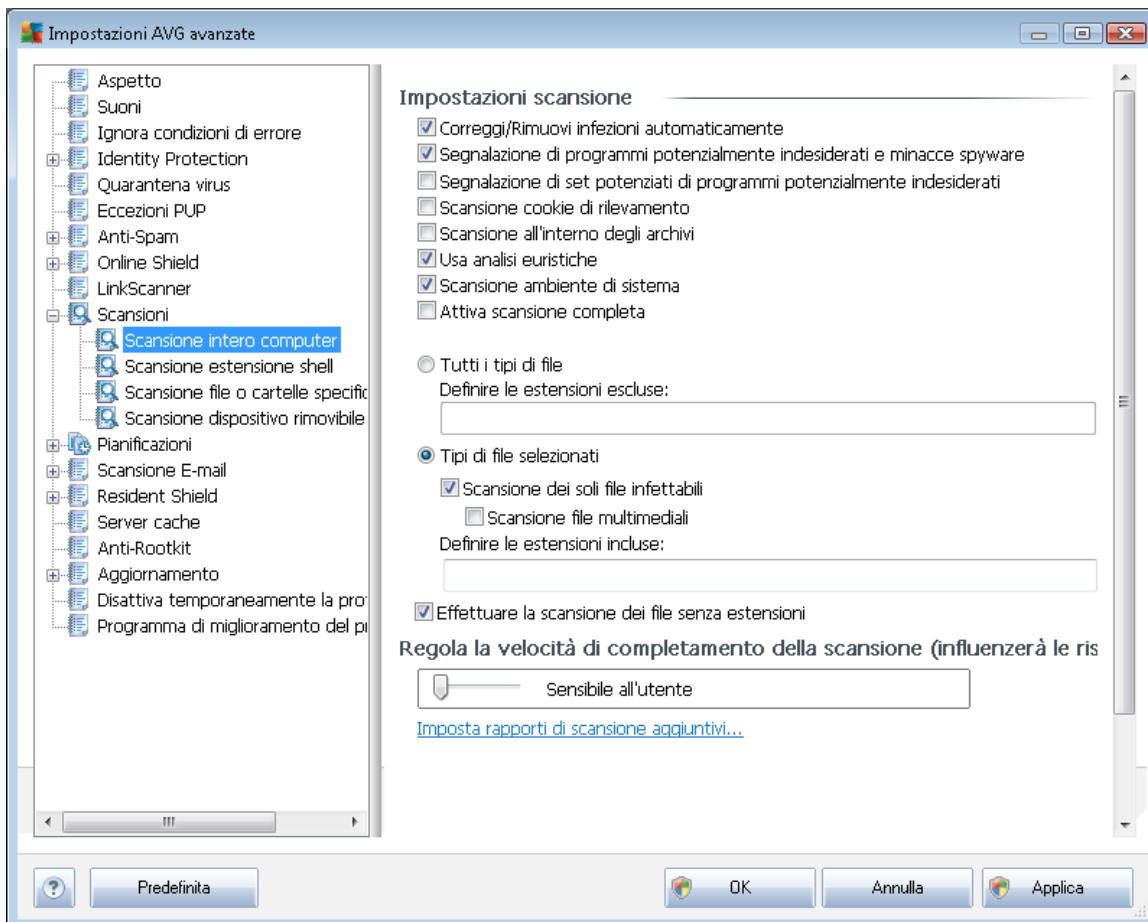 Impostazioni AVG avanzate
Aspetto
Suoni
Ignora condizioni di errore
Identity Protection
Quarantena virus
Eccezioni PUP
Anti-Spam
Online Shield
LinkScanner
Scansioni
Scansione intero computer
Scansione estensione shell
Scansione file o cartelle specific
Scansione dispositivo rimovibile
Pianificazioni
Scansione E-mail
Resident Shield
Server cache
Anti-Rootkit
Aggiornamento
Disattiva temporaneamente la pro
Programma di miglioramento del p
Impostazioni scansione
Correggi/Rimuovi infezioni automaticamente
Segnalazione di programmi potenzialmente indesiderati e minacce spyware
Segnalazione di set potenziati di programmi potenzialmente indesiderati
Scansione cookie di rilevamento
Scansione all'interno degli archivi
Usa analisi euristiche
Scansione ambiente di sistema
Attiva scansione completa
Tutti i tipi di file
Definire le estensioni escluse:
Tipi di file selezionati
Scansione dei soli file infettabili
Scansione file multimediali
Definire le estensioni incluse:
Effettuare la scansione dei file senza estensioni
Regola la velocità di completamento della scansione (influenzerà le ris
Sensibile all'utente
Imposta rapporti di scansione aggiuntivi...
? Predefinita OK Annulla Applica